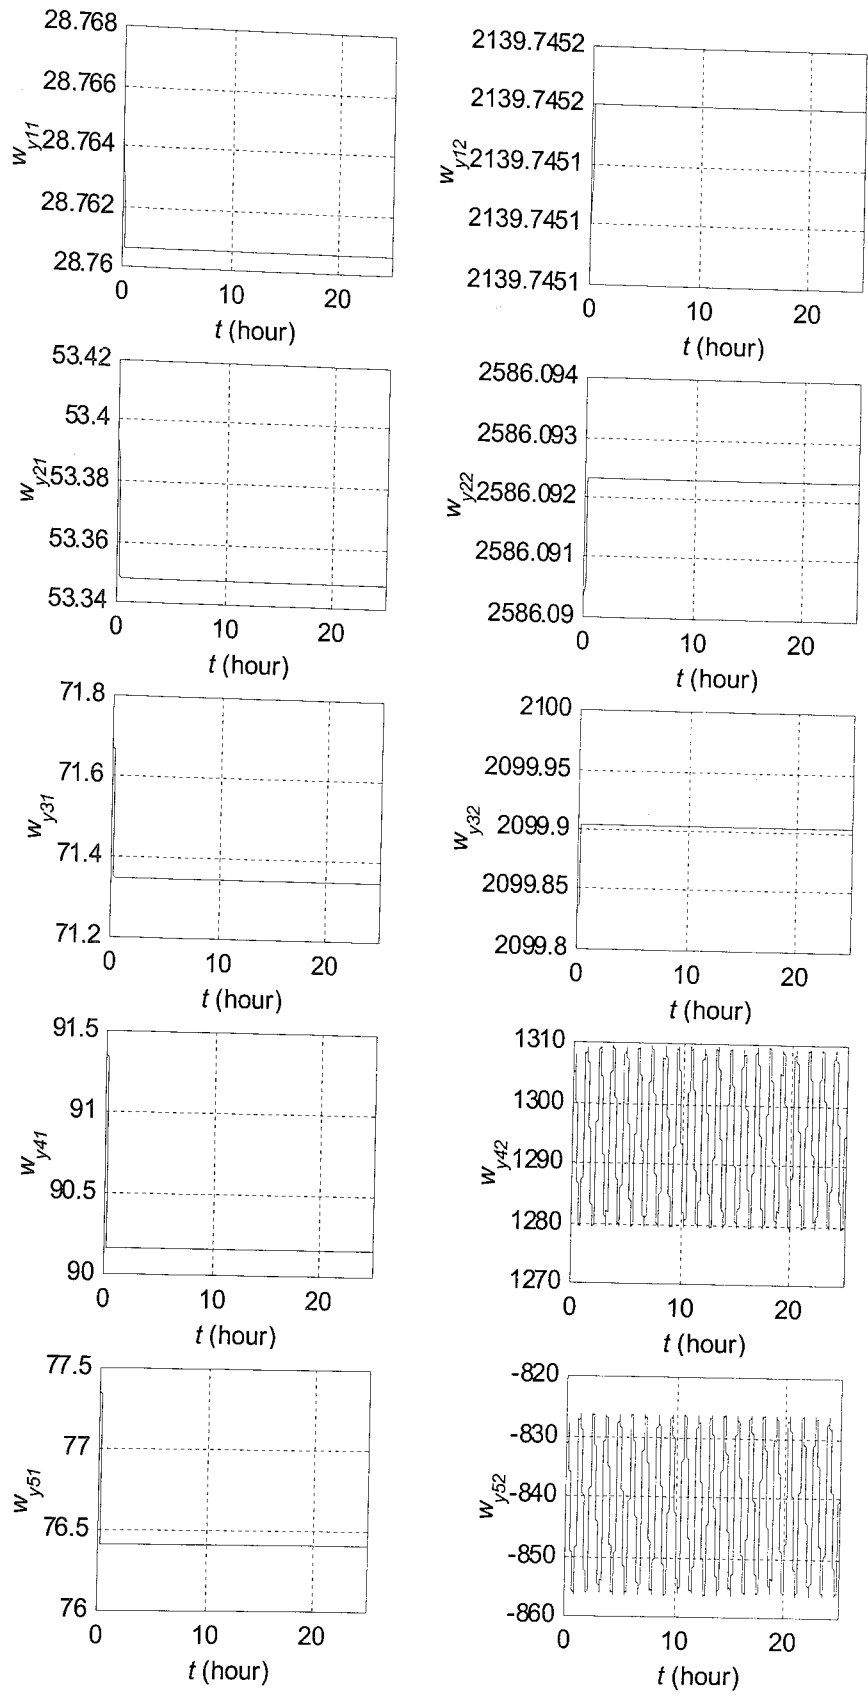 28.768
28.766
28.764
28.762
28.76
w_y11
0 10 20
t (hour)
2139.7452
2139.7452
2139.7451
2139.7451
2139.7451
w_y12
0 10 20
t (hour)
53.42
53.4
53.38
53.36
53.34
w_y21
0 10 20
t (hour)
2586.094
2586.093
2586.092
2586.091
2586.09
w_y22
0 10 20
t (hour)
71.8
71.6
71.4
71.2
w_y31
0 10 20
t (hour)
2100
2099.95
2099.9
2099.85
2099.8
w_y32
0 10 20
t (hour)
91.5
91
90.5
90
w_y41
0 10 20
t (hour)
1310
1300
1290
1280
1270
w_y42
0 10 20
t (hour)
77.5
77
76.5
76
w_y51
0 10 20
t (hour)
-820
-830
-840
-850
-860
w_y52
0 10 20
t (hour)